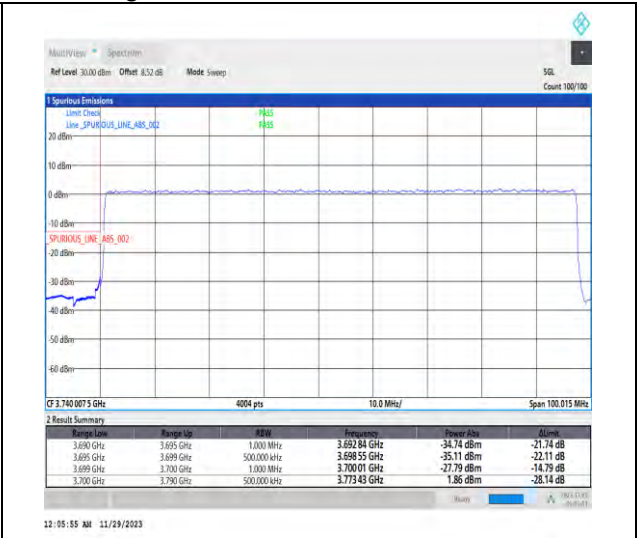 MultiView Spectrum
Ref Level 30.00 dBm Offset 8.52 dB Mode Sweep SGL
Count 100/100
1 Spurious Emissions
Limit Check PASS
Line _SPURIOUS_LINE_ABS_002 PASS
20 dBm
10 dBm
0 dBm
-10 dBm
_SPURIOUS_LINE_ABS_002
-20 dBm
-30 dBm
-40 dBm
-50 dBm
-60 dBm
CF 3.740 007 5 GHz 4004 pts 10.0 MHz/ Span 100.015 MHz
2 Result Summary
Range Low Range Up RBW Frequency Power Abs ΔLimit
3.690 GHz 3.695 GHz 1.000 MHz 3.692 84 GHz -34.74 dBm -21.74 dB
3.695 GHz 3.699 GHz 500.000 kHz 3.698 55 GHz -35.11 dBm -22.11 dB
3.699 GHz 3.700 GHz 1.000 MHz 3.700 01 GHz -27.79 dBm -14.79 dB
3.700 GHz 3.790 GHz 500.000 kHz 3.773 43 GHz 1.86 dBm -28.14 dB
Ready
12:05:55 AM 11/29/2023